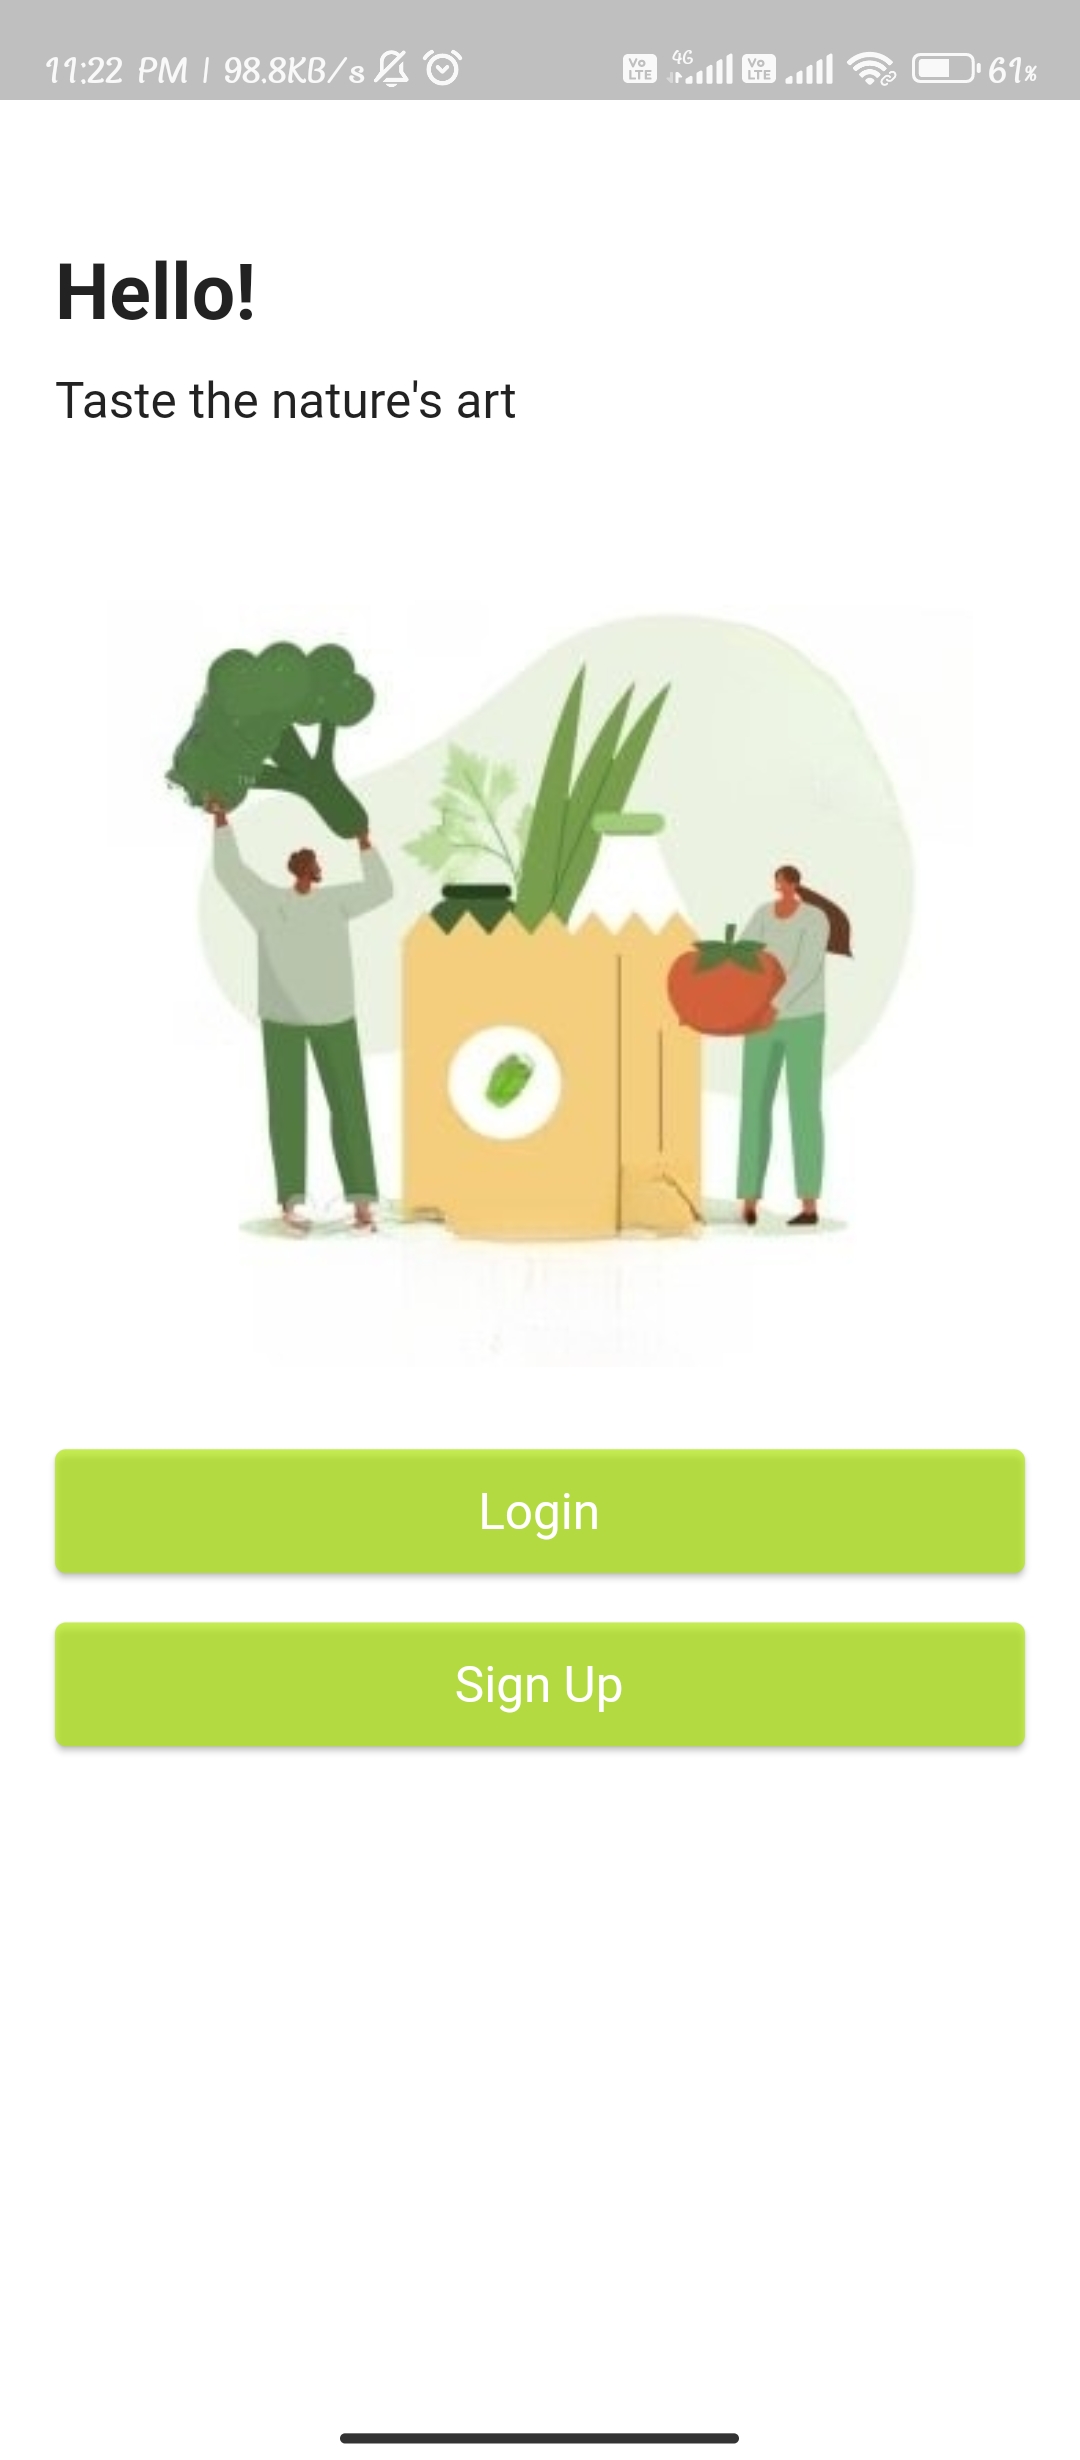 11:22 PM | 98.8KB/s
Vo LTE 4G Vo LTE 61%
Hello!
Taste the nature's art
TM
Login
Sign Up